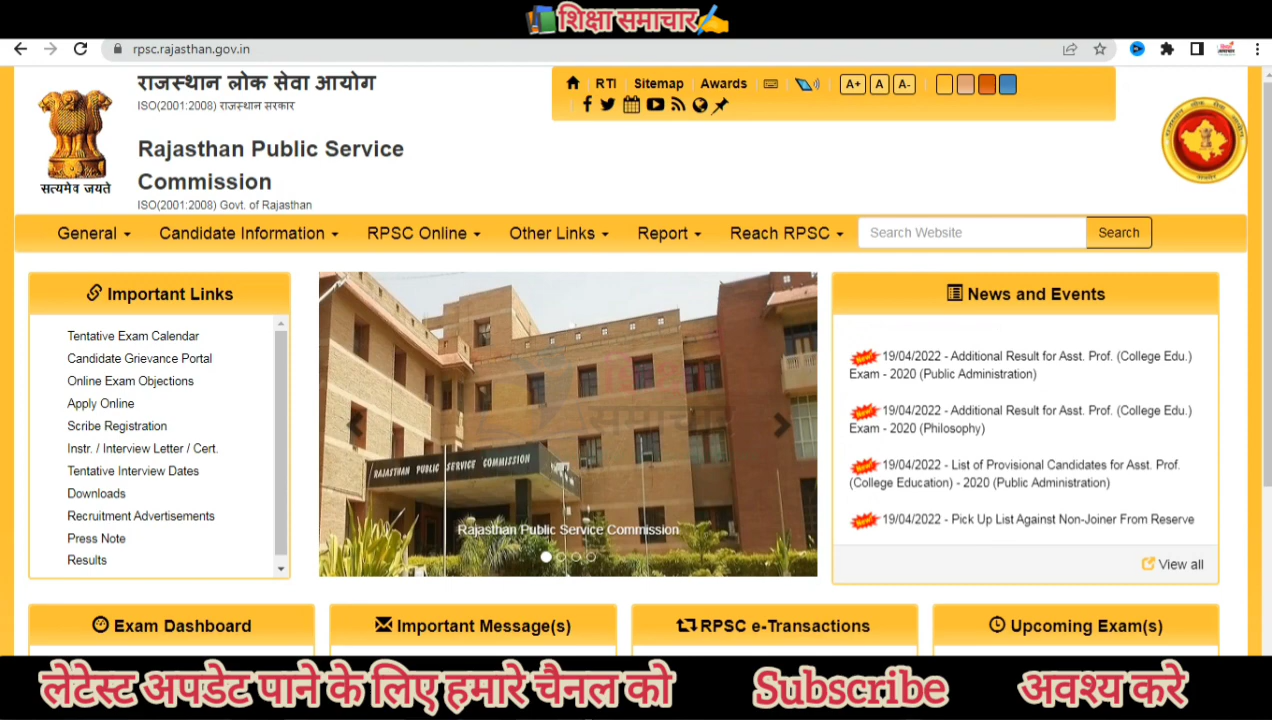 शिक्षा समाचार
rpsc.rajasthan.gov.in
राजस्थान लोक सेवा आयोग
ISO(2001:2008) राजस्थान सरकार
Rajasthan Public Service
Commission
ISO(2001:2008) Govt. of Rajasthan
सत्यमेव जयते
RTI Sitemap Awards A+ A A-
General Candidate Information RPSC Online Other Links Report Reach RPSC Search Website Search
Important Links
Tentative Exam Calendar
Candidate Grievance Portal
Online Exam Objections
Apply Online
Scribe Registration
Instr. / Interview Letter / Cert.
Tentative Interview Dates
Downloads
Recruitment Advertisements
Press Note
Results
शिक्षा
समाचार
RAJASTHAN PUBLIC SERVICE COMMISSION
Rajasthan Public Service Commission
News and Events
New! 19/04/2022 - Additional Result for Asst. Prof. (College Edu.)
Exam - 2020 (Public Administration)
New! 19/04/2022 - Additional Result for Asst. Prof. (College Edu.)
Exam - 2020 (Philosophy)
New! 19/04/2022 - List of Provisional Candidates for Asst. Prof.
(College Education) - 2020 (Public Administration)
New! 19/04/2022 - Pick Up List Against Non-Joiner From Reserve
View all
Exam Dashboard Important Message(s) RPSC e-Transactions Upcoming Exam(s)
लेटेस्ट अपडेट पाने के लिए हमारे चैनल को Subscribe अवश्य करे